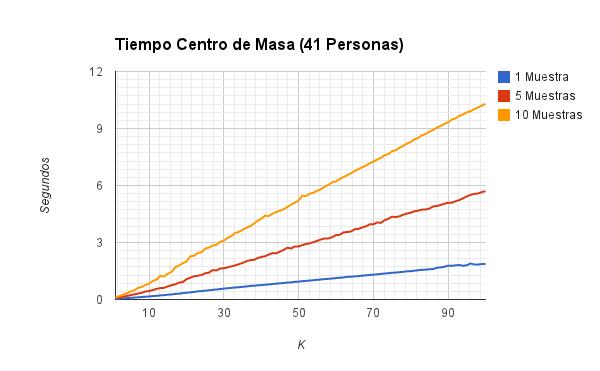 Tiempo Centro de Masa (41 Personas)
12
9
6
3
0
Segundos
10
30
50
70
90
K
1 Muestra
5 Muestras
10 Muestras